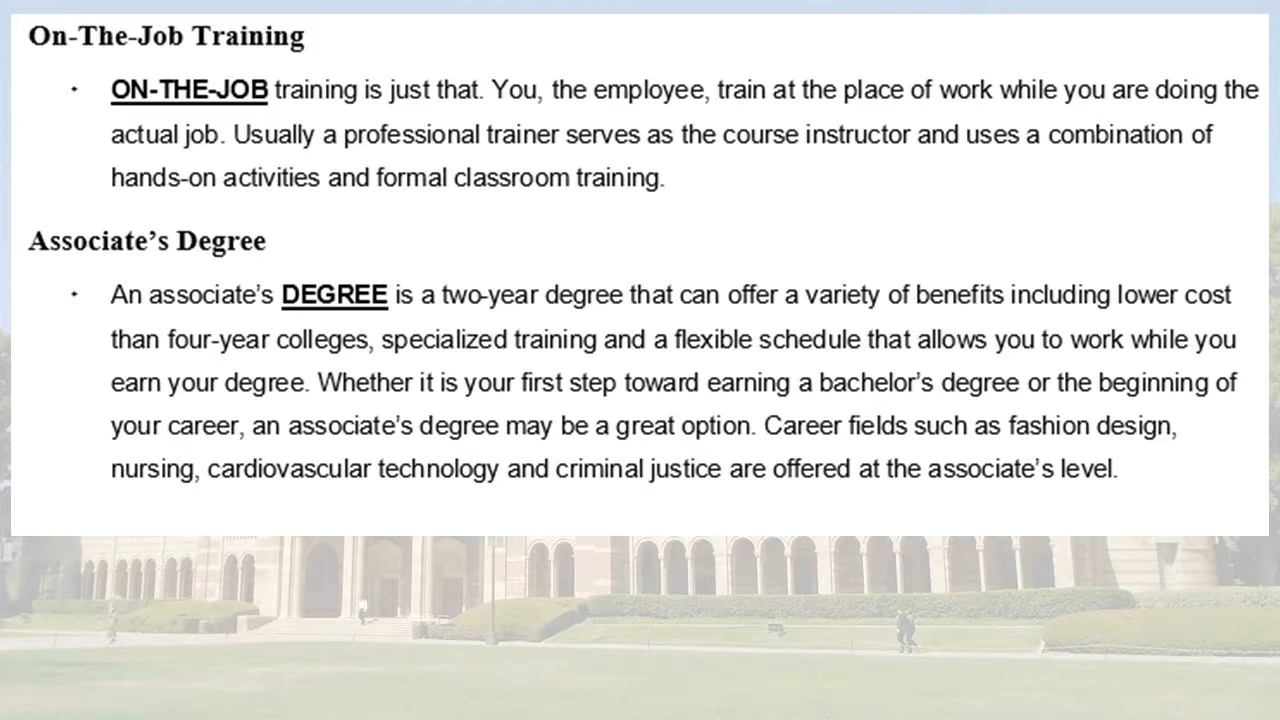 On-The-Job Training
· ON-THE-JOB training is just that. You, the employee, train at the place of work while you are doing the
actual job. Usually a professional trainer serves as the course instructor and uses a combination of
hands-on activities and formal classroom training.
Associate’s Degree
· An associate’s DEGREE is a two-year degree that can offer a variety of benefits including lower cost
than four-year colleges, specialized training and a flexible schedule that allows you to work while you
earn your degree. Whether it is your first step toward earning a bachelor’s degree or the beginning of
your career, an associate’s degree may be a great option. Career fields such as fashion design,
nursing, cardiovascular technology and criminal justice are offered at the associate’s level.